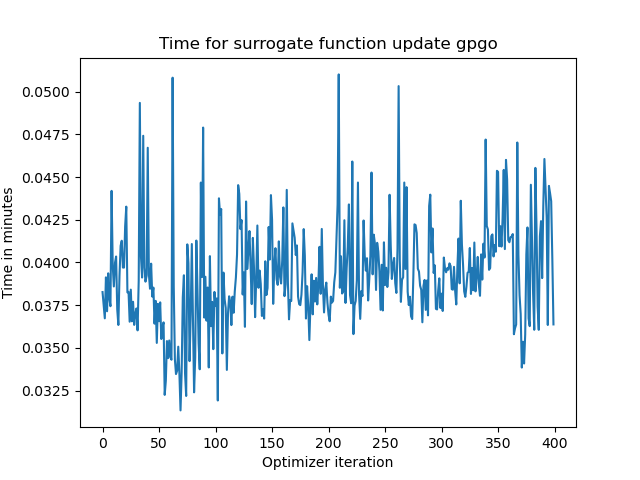 Time for surrogate function update gpgo
Time in minutes
0.0500
0.0475
0.0450
0.0425
0.0400
0.0375
0.0350
0.0325
0 50 100 150 200 250 300 350 400
Optimizer iteration